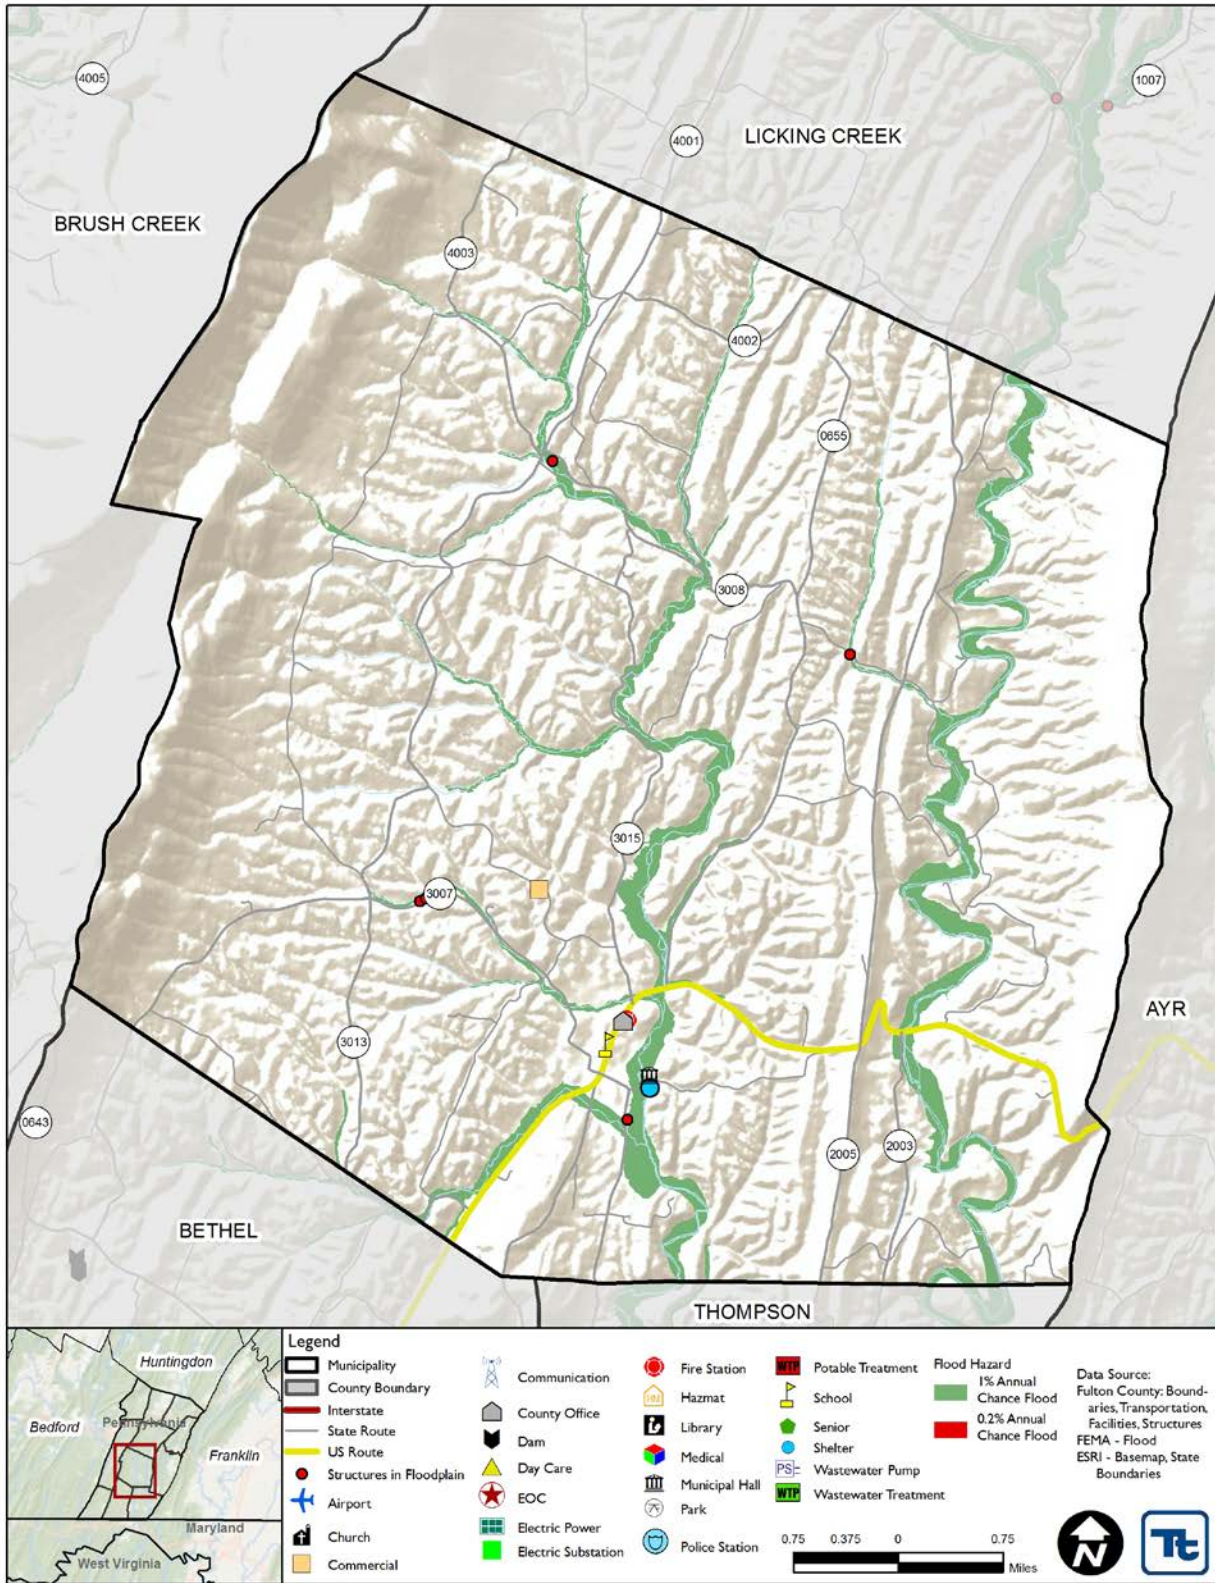 4005
1007
4001
LICKING CREEK
BRUSH CREEK
4003
4002
0655
3008
3015
3007
AYR
3013
0643
2005
2003
BETHEL
THOMPSON
Huntingdon
Pennsylvania
Bedford
Franklin
Maryland
West Virginia
Legend
Municipality
County Boundary
Interstate
State Route
US Route
Structures in Floodplain
Airport
Church
Commercial
Communication
County Office
Dam
Day Care
EOC
Electric Power
Electric Substation
Fire Station
Hazmat
Library
Medical
Municipal Hall
Park
Police Station
WTP Potable Treatment
School
Senior
Shelter
PS Wastewater Pump
WTP Wastewater Treatment
Flood Hazard
1% Annual
Chance Flood
0.2% Annual
Chance Flood
Data Source:
Fulton County: Bound-
aries, Transportation,
Facilities, Structures
FEMA - Flood
ESRI - Basemap, State
Boundaries
0.75 0.375 0 0.75
Miles
N
Tt